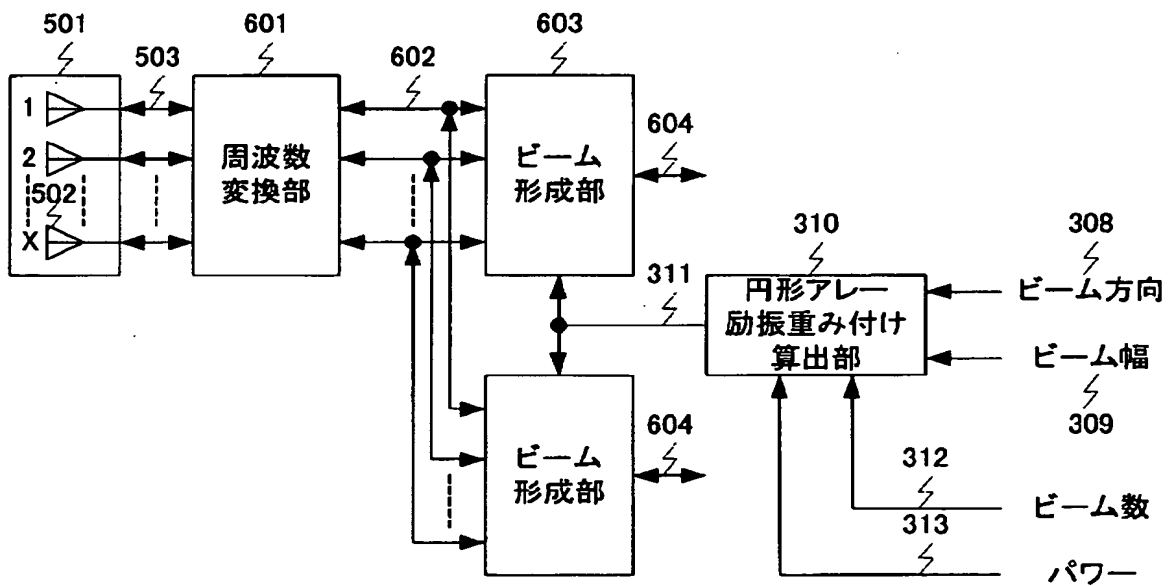 501
503
601
602
603
1
2
502
X
周波数
変換部
ビーム
形成部
604
310
308
311
円形アレー
励振重み付け
算出部
ビーム方向
ビーム幅
309
ビーム
形成部
604
312
ビーム数
313
パワー